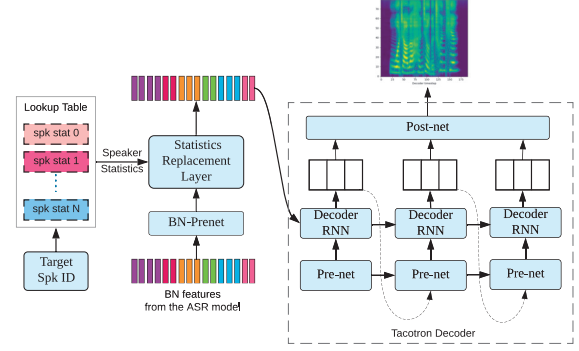 Lookup Table
spk stat 0
spk stat 1
spk stat N
Target
Spk ID
Speaker
Statistics
Statistics
Replacement
Layer
BN-Prenet
BN features
from the ASR model
Post-net
Decoder
RNN
Decoder
RNN
Decoder
RNN
Pre-net
Pre-net
Pre-net
Tacotron Decoder